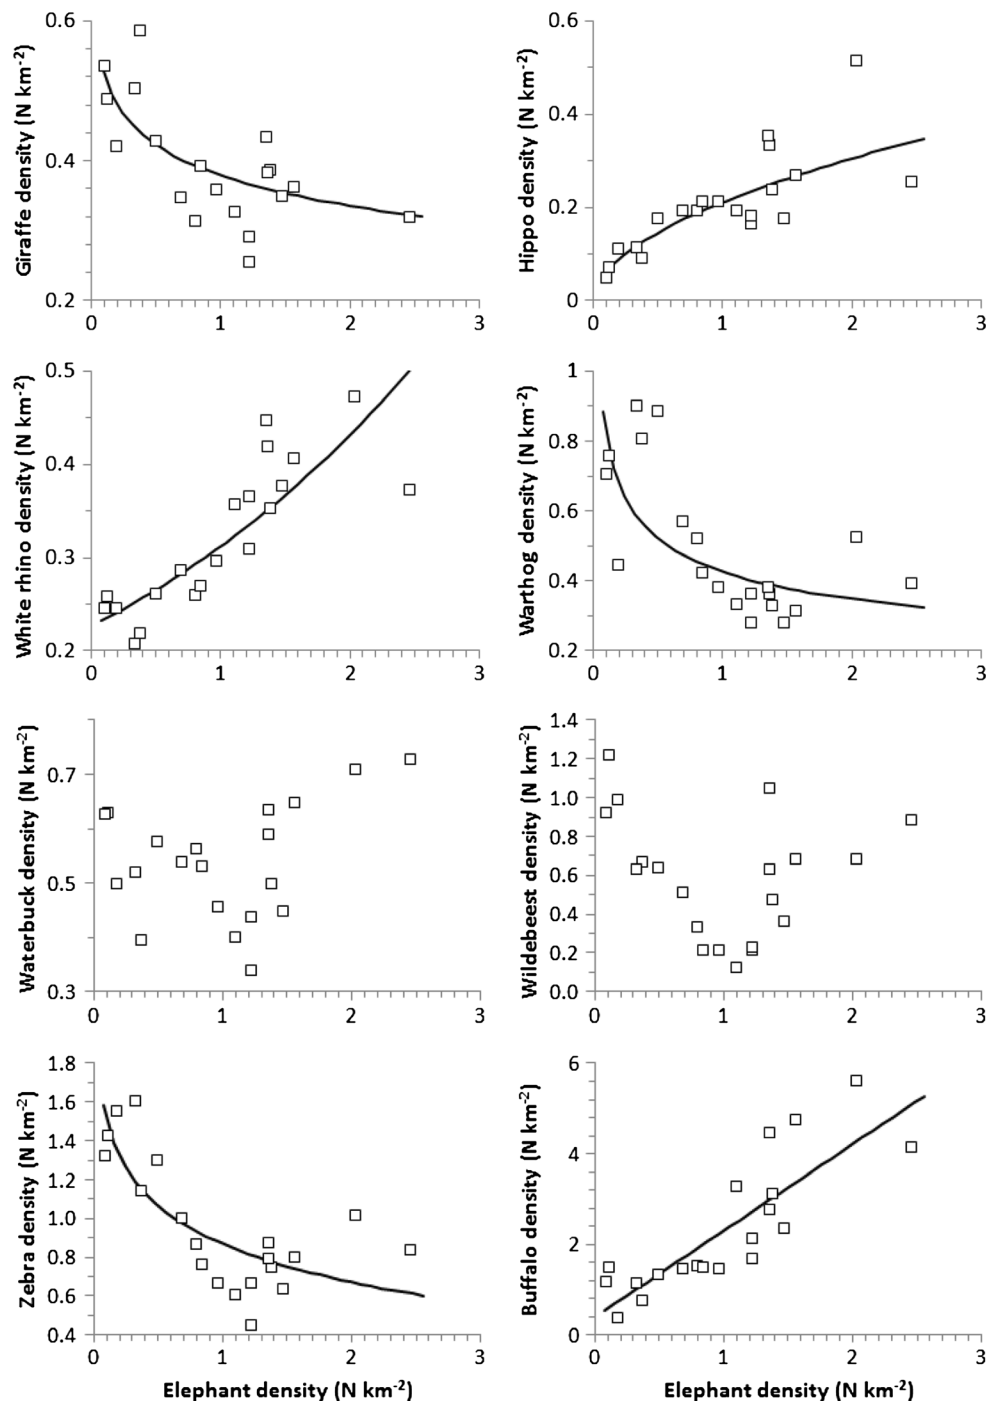 Giraffe density (N km-2)
0.6
0.4
0.2
0 1 2 3
Hippo density (N km-2)
0.6
0.4
0.2
0
0 1 2 3
White rhino density (N km-2)
0.5
0.4
0.3
0.2
0 1 2 3
Warthog density (N km-2)
1
0.8
0.6
0.4
0.2
0 1 2 3
Waterbuck density (N km-2)
0.7
0.5
0.3
0 1 2 3
Wildebeest density (N km-2)
1.4
1.2
1.0
0.8
0.6
0.4
0.2
0.0
0 1 2 3
Zebra density (N km-2)
1.8
1.6
1.4
1.2
1.0
0.8
0.6
0.4
0 1 2 3
Elephant density (N km-2)
Buffalo density (N km-2)
6
4
2
0
0 1 2 3
Elephant density (N km-2)